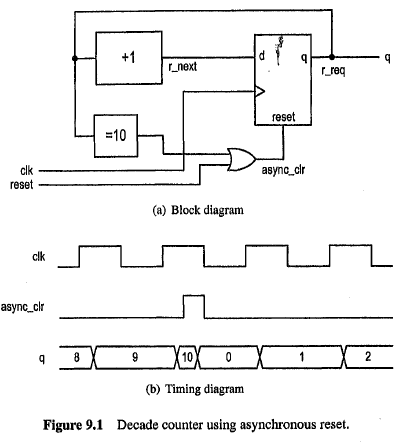 +1
r_next
d
q
r_req
q
reset
=10
clk
reset
async_clr
(a) Block diagram
clk
async_clr
q
8
9
10
0
1
2
(b) Timing diagram
Figure 9.1 Decade counter using asynchronous reset.